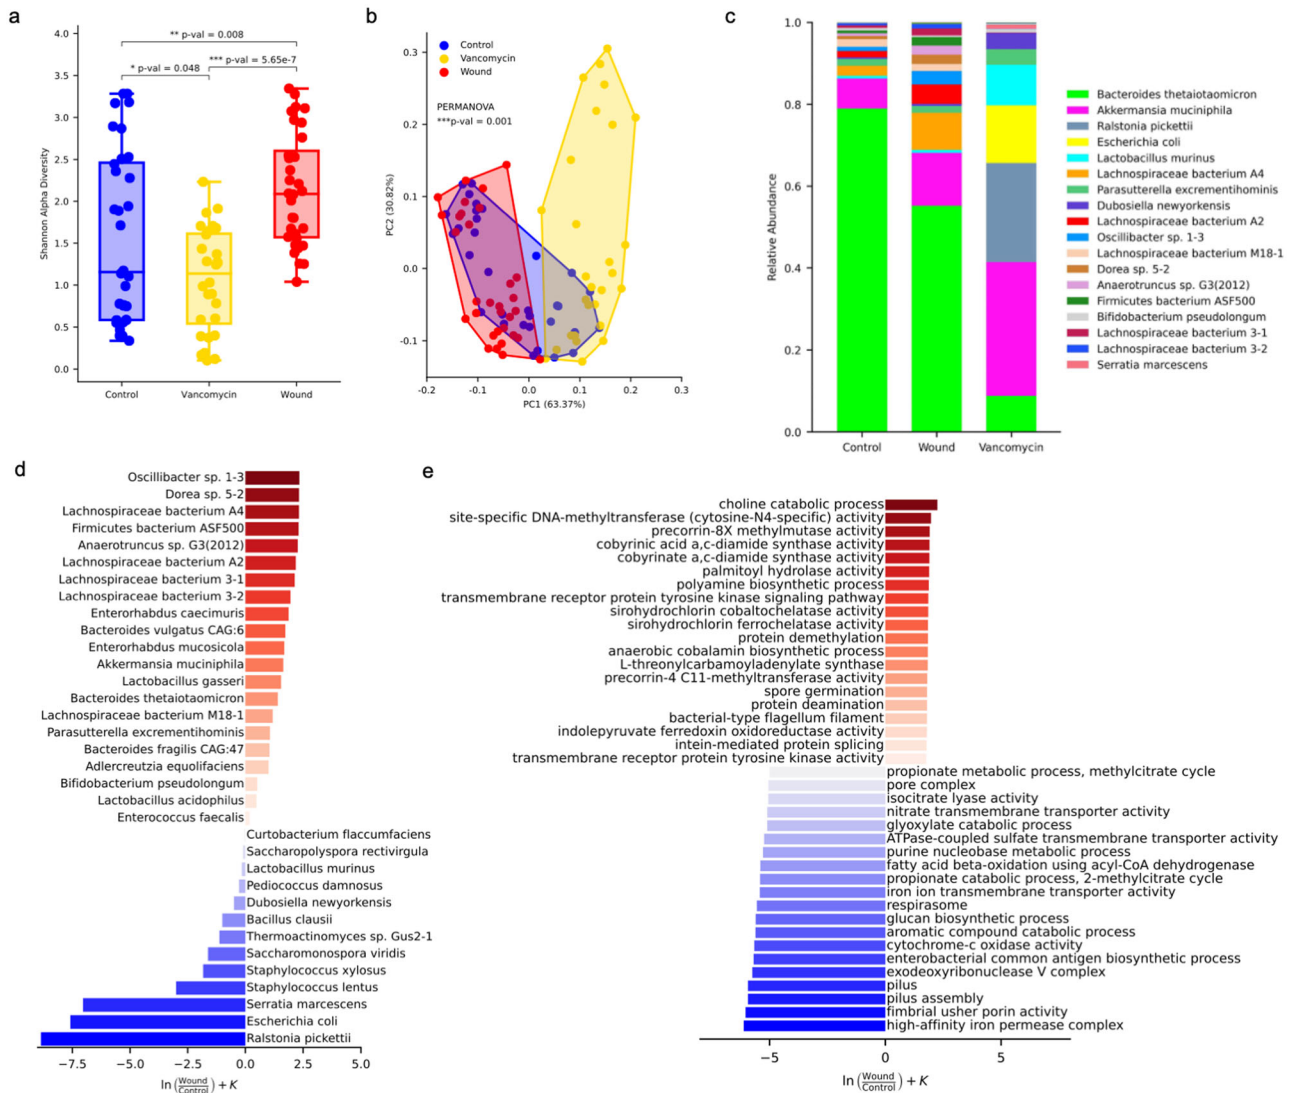 a
** p-val = 0.008
* p-val = 0.048
*** p-val = 5.65e-7
Shannon Alpha Diversity
4.0
3.5
3.0
2.5
2.0
1.5
1.0
0.5
0.0
Control
Vancomycin
Wound
b
Control
Vancomycin
Wound
PERMANOVA
***p-val = 0.001
PC2 (30.82%)
0.3
0.2
0.1
0.0
-0.1
-0.2
-0.1
0.0
0.1
0.2
0.3
PC1 (63.37%)
c
Relative Abundance
1.0
0.8
0.6
0.4
0.2
0.0
Control
Wound
Vancomycin
Bacteroides thetaiotaomicron
Akkermansia muciniphila
Ralstonia pickettii
Escherichia coli
Lactobacillus murinus
Lachnospiraceae bacterium A4
Parasutterella excrementihominis
Dubosiella newyorkensis
Lachnospiraceae bacterium A2
Oscillibacter sp. 1-3
Lachnospiraceae bacterium M18-1
Dorea sp. 5-2
Anaerotruncus sp. G3(2012)
Firmicutes bacterium ASF500
Bifidobacterium pseudolongum
Lachnospiraceae bacterium 3-1
Lachnospiraceae bacterium 3-2
Serratia marcescens
d
Oscillibacter sp. 1-3
Dorea sp. 5-2
Lachnospiraceae bacterium A4
Firmicutes bacterium ASF500
Anaerotruncus sp. G3(2012)
Lachnospiraceae bacterium A2
Lachnospiraceae bacterium 3-1
Lachnospiraceae bacterium 3-2
Enterorhabdus caecimuris
Bacteroides vulgatus CAG:6
Enterorhabdus mucosicola
Akkermansia muciniphila
Lactobacillus gasseri
Bacteroides thetaiotaomicron
Lachnospiraceae bacterium M18-1
Parasutterella excrementihominis
Bacteroides fragilis CAG:47
Adlercreutzia equolifaciens
Bifidobacterium pseudolongum
Lactobacillus acidophilus
Enterococcus faecalis
Curtobacterium flaccumfaciens
Saccharopolyspora rectivirgula
Lactobacillus murinus
Pediococcus damnosus
Dubosiella newyorkensis
Bacillus clausii
Thermoactinomyces sp. Gus2-1
Saccharomonospora viridis
Staphylococcus xylosus
Staphylococcus lentus
Serratia marcescens
Escherichia coli
Ralstonia pickettii
−7.5
−5.0
−2.5
0.0
2.5
5.0
ln(Wound/Control) + K
e
choline catabolic process
site-specific DNA-methyltransferase (cytosine-N4-specific) activity
precorrin-8X methylmutase activity
cobyrinic acid a,c-diamide synthase activity
cobyrinate a,c-diamide synthase activity
palmitoyl hydrolase activity
polyamine biosynthetic process
transmembrane receptor protein tyrosine kinase signaling pathway
sirohydrochlorin cobaltochelatase activity
sirohydrochlorin ferrochelatase activity
protein demethylation
anaerobic cobalamin biosynthetic process
L-threonylcarbamoyladenylate synthase
precorrin-4 C11-methyltransferase activity
spore germination
protein deamination
bacterial-type flagellum filament
indolepyruvate ferredoxin oxidoreductase activity
intein-mediated protein splicing
transmembrane receptor protein tyrosine kinase activity
propionate metabolic process, methylcitrate cycle
pore complex
isocitrate lyase activity
nitrate transmembrane transporter activity
glyoxylate catabolic process
ATPase-coupled sulfate transmembrane transporter activity
purine nucleobase metabolic process
fatty acid beta-oxidation using acyl-CoA dehydrogenase
propionate catabolic process, 2-methylcitrate cycle
iron ion transmembrane transporter activity
respirasome
glucan biosynthetic process
aromatic compound catabolic process
cytochrome-c oxidase activity
enterobacterial common antigen biosynthetic process
exodeoxyribonuclease V complex
pilus
pilus assembly
fimbrial usher porin activity
high-affinity iron permease complex
−5
0
5
ln(Wound/Control) + K